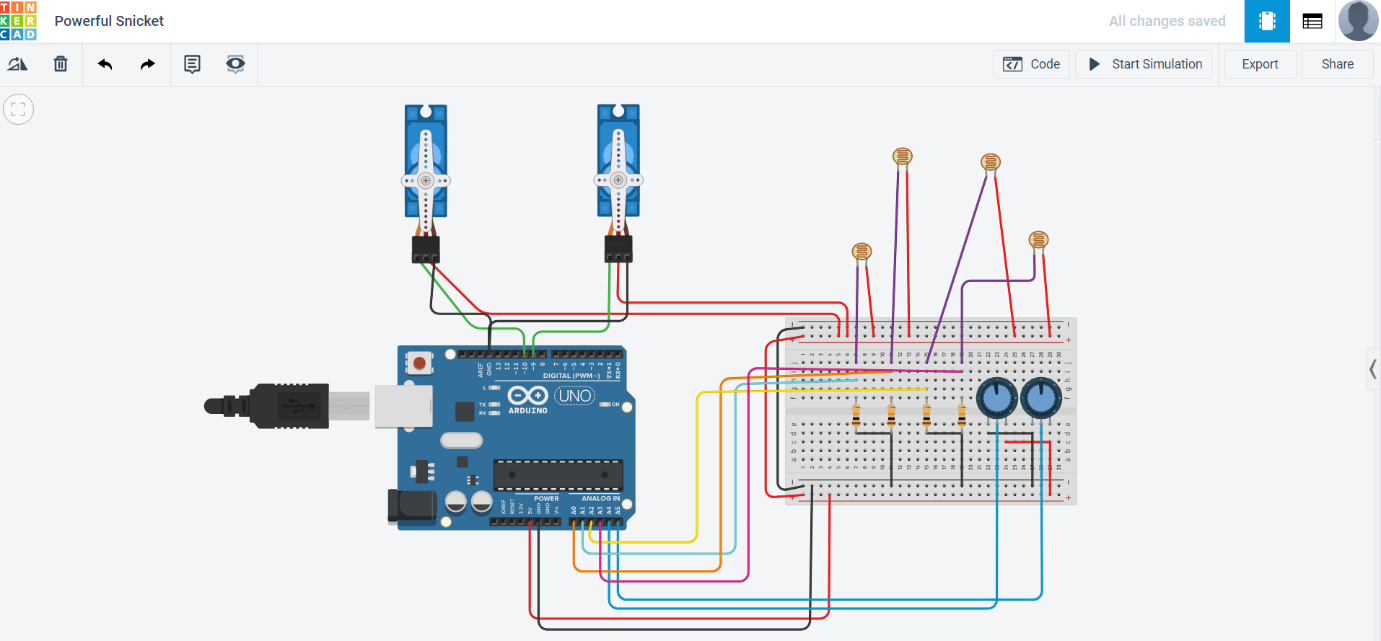 TIN
KER
CAD
Powerful Snicket
All changes saved
Code
Start Simulation
Export
Share
AREF
GND
13
12
~11
~10
~9
8
7
~6
~5
4
~3
2
TX→1
RX←0
DIGITAL (PWM~)
L
TX
RX
UNO
ARDUINO
ON
POWER
ANALOG IN
IOREF
RESET
3.3V
5V
GND
GND
Vin
A0
A1
A2
A3
A4
A5